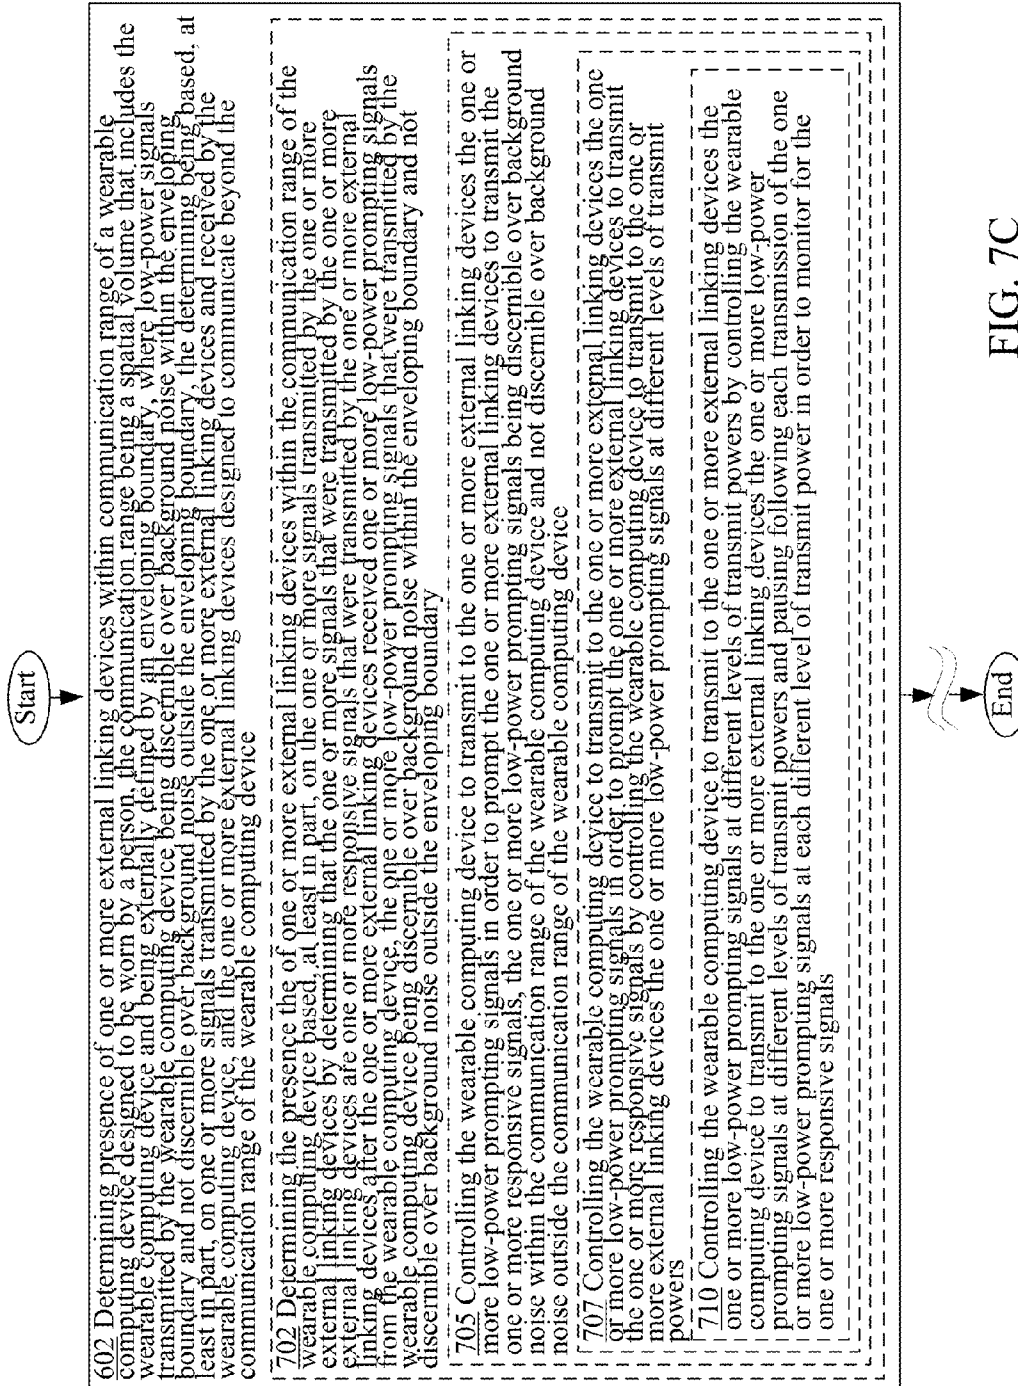 Start
602 Determining presence of one or more external linking devices within communication range of a wearable
computing device designed to be worn by a person, the communication range being a spatial volume that includes the
wearable computing device and being externally defined by an enveloping boundary, where low-power signals
transmitted by the wearable computing device being discernible over background noise within the enveloping
boundary and not discernible over background noise outside the enveloping boundary, the determining being based, at
least in part, on one or more signals transmitted by the one or more external linking devices and received by the
wearable computing device, and the one or more external linking devices designed to communicate beyond the
communication range of the wearable computing device
702 Determining the presence the of one or more external linking devices within the communication range of the
wearable computing device based, at least in part, on the one or more signals transmitted by the one or more
external linking devices by determining that the one or more signals that were transmitted by the one or more
external linking devices are one or more responsive signals that were transmitted by the one or more external
linking devices after the one or more external linking devices received one or more low-power prompting signals
from the wearable computing device, the one or more low-power prompting signals that were transmitted by the
wearable computing device being discernible over background noise within the enveloping boundary and not
discernible over background noise outside the enveloping boundary
705 Controlling the wearable computing device to transmit to the one or more external linking devices the one or
more low-power prompting signals in order to prompt the one or more external linking devices to transmit the
one or more responsive signals, the one or more low-power prompting signals being discernible over background
noise within the communication range of the wearable computing device and not discernible over background
noise outside the communication range of the wearable computing device
707 Controlling the wearable computing device to transmit to the one or more external linking devices the one
or more low-power prompting signals in order to prompt the one or more external linking devices to transmit
the one or more responsive signals by controlling the wearable computing device to transmit to the one or
more external linking devices the one or more low-power prompting signals at different levels of transmit
powers
710 Controlling the wearable computing device to transmit to the one or more external linking devices the
one or more low-power prompting signals at different levels of transmit powers by controlling the wearable
computing device to transmit to the one or more external linking devices the one or more low-power
prompting signals at different levels of transmit powers and pausing following each transmission of the one
or more low-power prompting signals at each different level of transmit power in order to monitor for the
one or more responsive signals
End
FIG. 7C